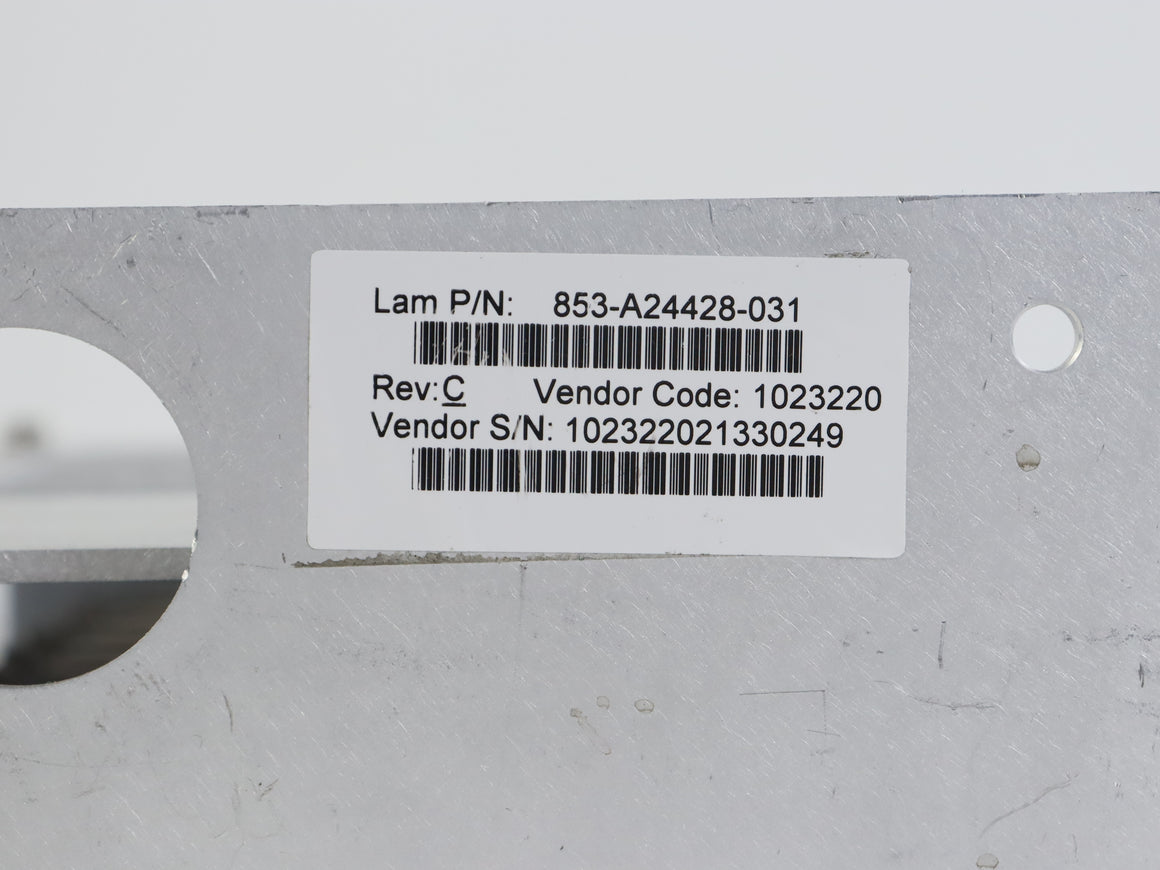 Lam P/N: 853-A24428-031
Rev:C Vendor Code: 1023220
Vendor S/N: 102322021330249